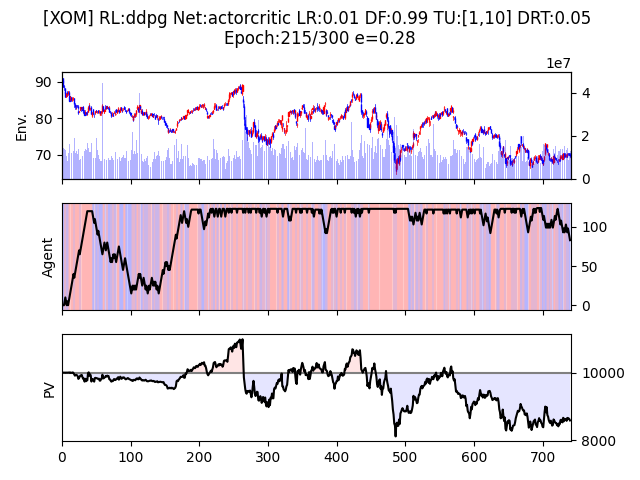 [XOM] RL:ddpg Net:actorcritic LR:0.01 DF:0.99 TU:[1,10] DRT:0.05
Epoch:215/300 e=0.28
1e7
90
80
70
Env.
4
2
0
Agent
100
50
0
PV
10000
8000
0 100 200 300 400 500 600 700